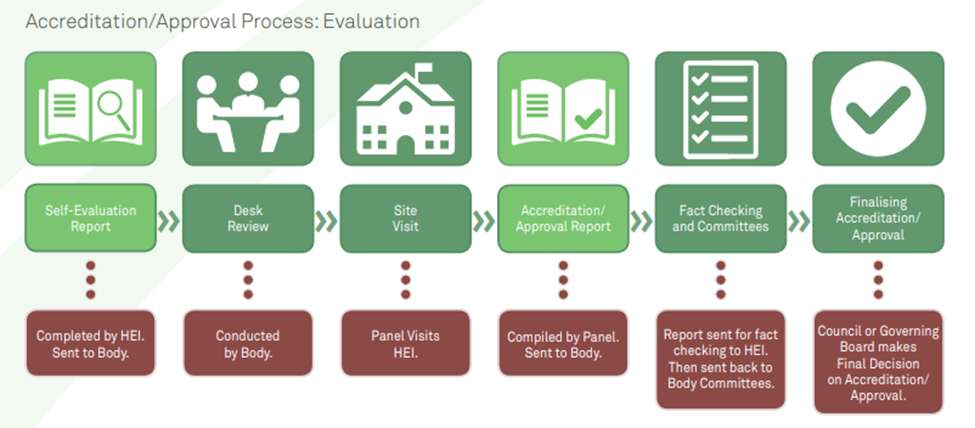 Accreditation/Approval Process: Evaluation
Self-Evaluation
Report
Desk
Review
Site
Visit
Accreditation/
Approval Report
Fact Checking
and Committees
Finalising
Accreditation/
Approval
Completed by HEI.
Sent to Body.
Conducted
by Body.
Panel Visits
HEI.
Compiled by Panel.
Sent to Body.
Report sent for fact
checking to HEI.
Then sent back to
Body Committees.
Council or Governing
Board makes
Final Decision
on Accreditation/
Approval.